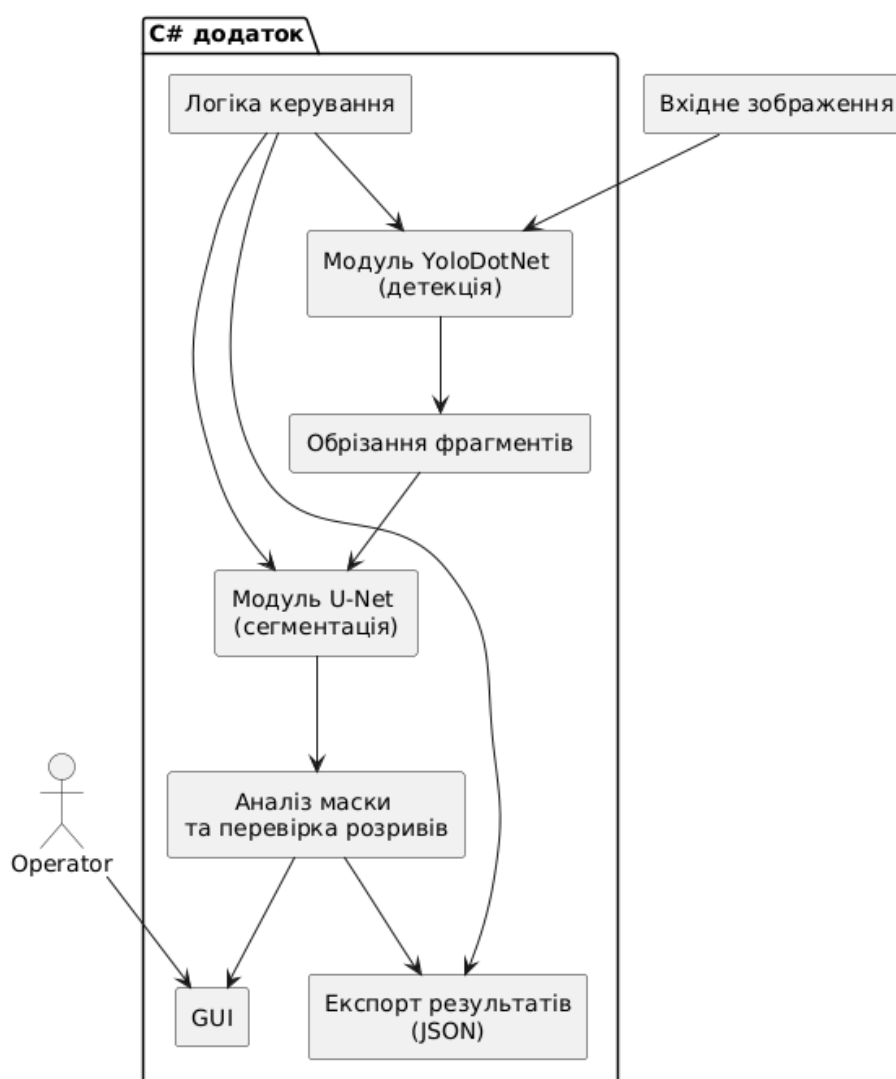 C# додаток
Логіка керування
Вхідне зображення
Модуль YoloDotNet
(детекція)
Обрізання фрагментів
Модуль U-Net
(сегментація)
Аналіз маски
та перевірка розривів
Operator
GUI
Експорт результатів
(JSON)